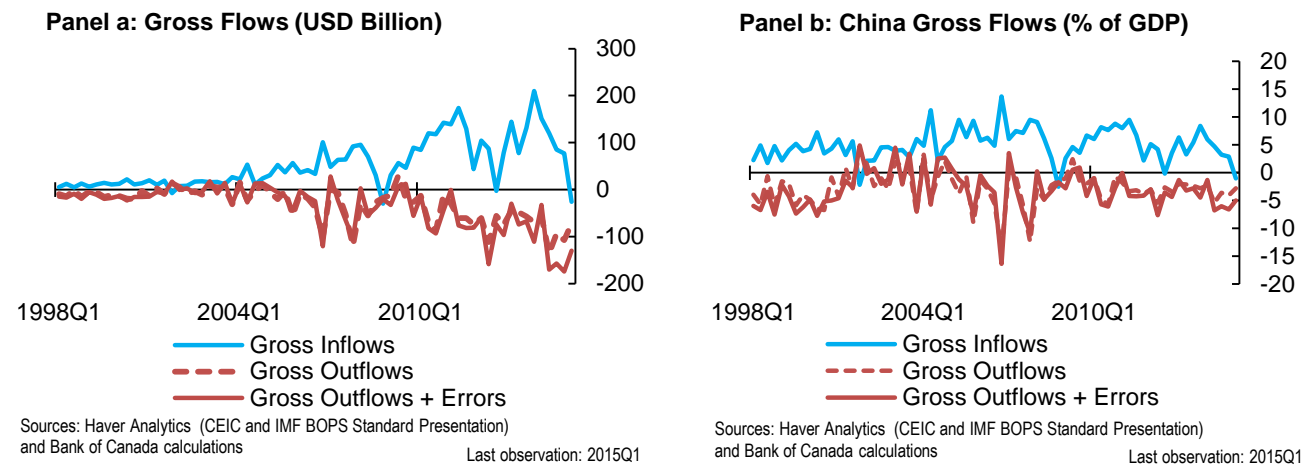 Panel a: Gross Flows (USD Billion)
300
200
100
0
-100
-200
1998Q1 2004Q1 2010Q1
Gross Inflows
Gross Outflows
Gross Outflows + Errors
Sources: Haver Analytics (CEIC and IMF BOPS Standard Presentation)
and Bank of Canada calculations
Last observation: 2015Q1
Panel b: China Gross Flows (% of GDP)
20
15
10
5
0
-5
-10
-15
-20
1998Q1 2004Q1 2010Q1
Gross Inflows
Gross Outflows
Gross Outflows + Errors
Sources: Haver Analytics (CEIC and IMF BOPS Standard Presentation)
and Bank of Canada calculations
Last observation: 2015Q1